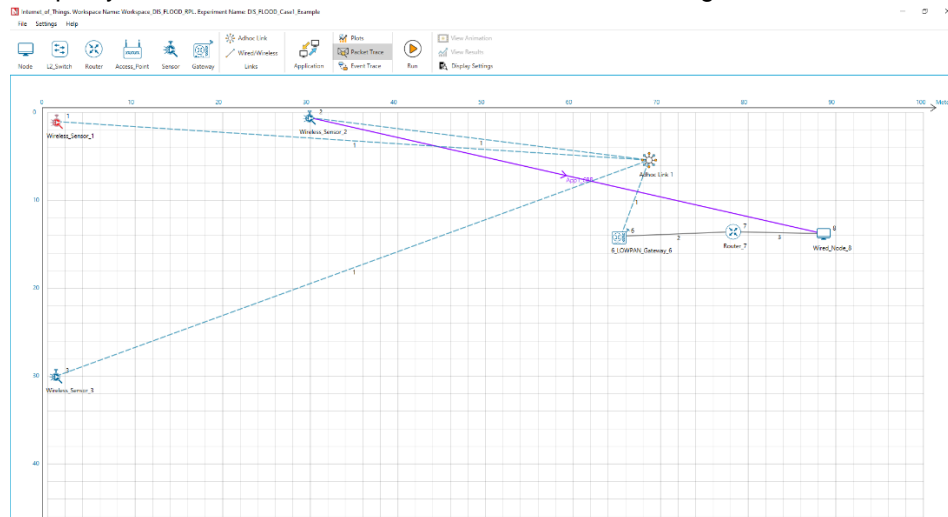 Internet_of_Things. Workspace Name: Workspace_DIS_FLOOD_RPL. Experiment Name: DIS_FLOOD_Case1_Example
File Settings Help
Node
L2_Switch
Router
Access_Point
Sensor
Gateway
Adhoc Link
Wired/Wireless
Links
Application
Plots
Packet Trace
Event Trace
Run
View Animation
View Results
Display Settings
0 10 20 30 40 50 60 70 80 90 100
0
10
20
30
40
1
Wireless_Sensor_1
2
Wireless_Sensor_2
1
1
Adhoc Link 1
1
6
6_LOWPAN_Gateway_6
2
7
Router_7
3
8
Wired_Node_8
1
3
Wireless_Sensor_3